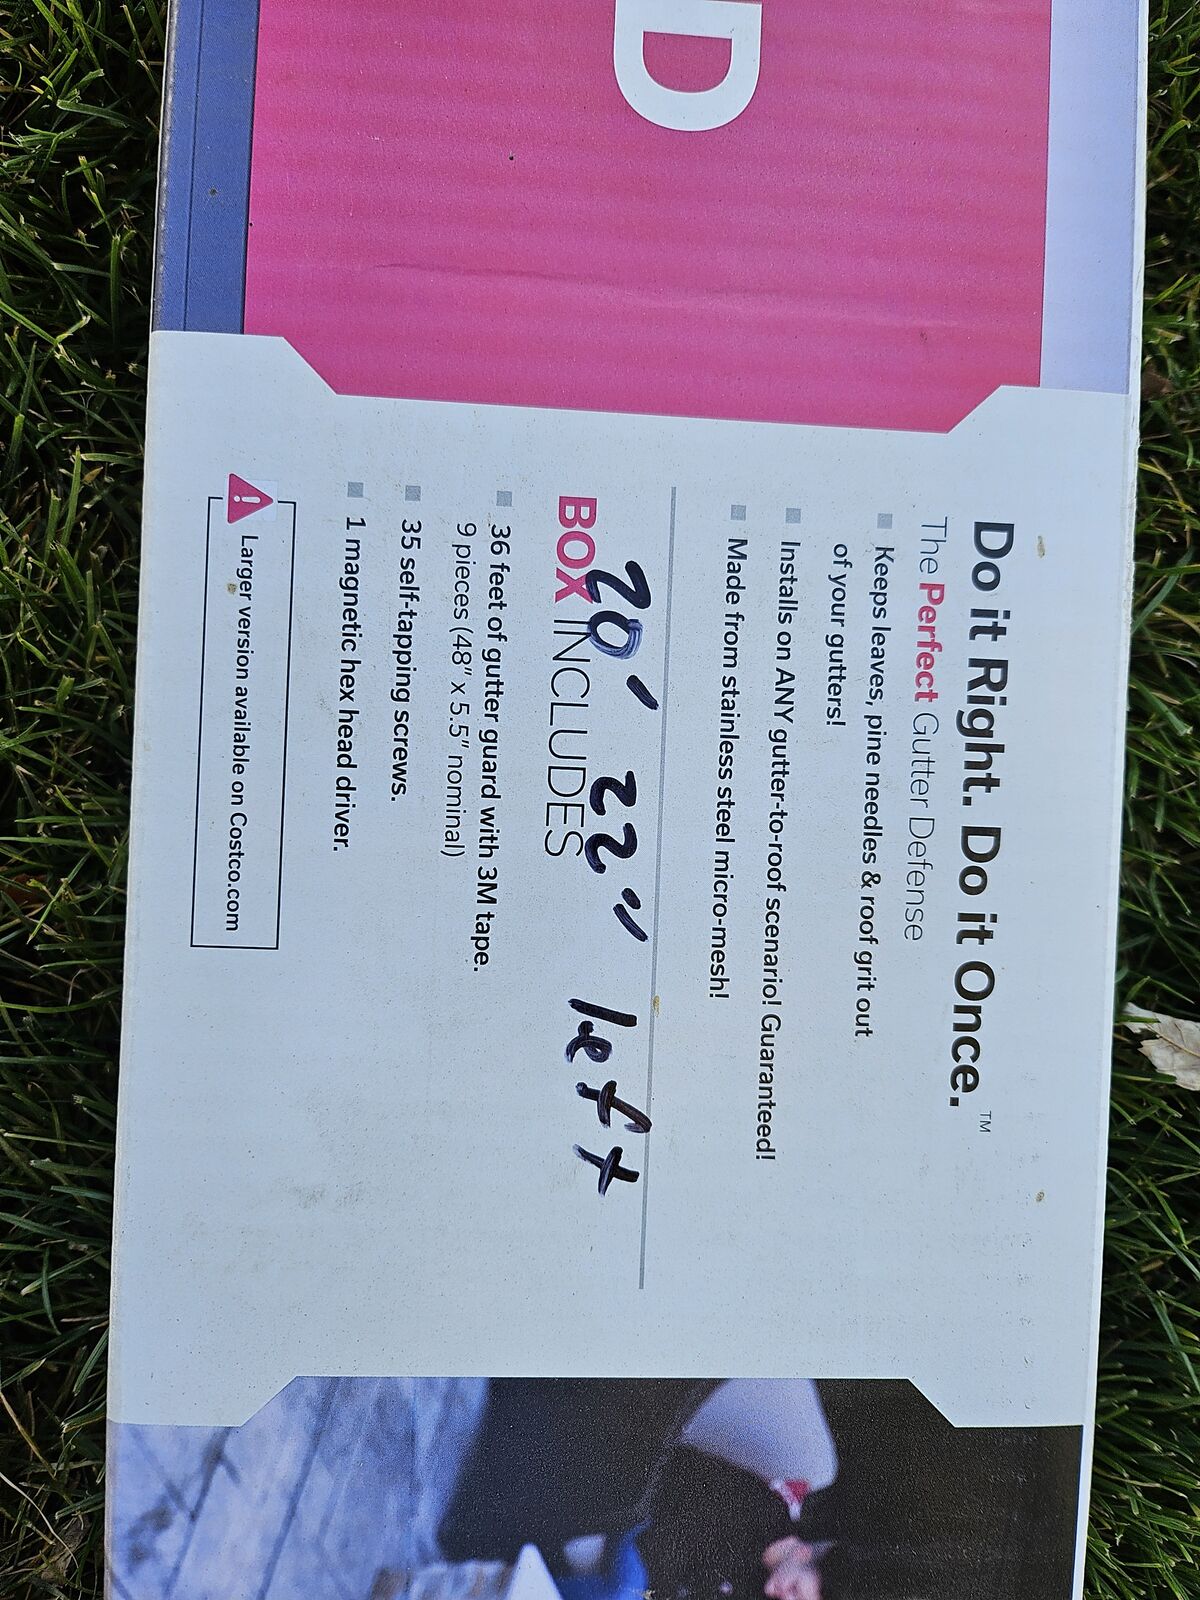 D
Do it Right. Do it Once.™
The Perfect Gutter Defense
Keeps leaves, pine needles & roof grit out
of your gutters!
Installs on ANY gutter-to-roof scenario! Guaranteed!
Made from stainless steel micro-mesh!
20' 22" left
BOX INCLUDES
36 feet of gutter guard with 3M tape.
9 pieces (48" x 5.5" nominal)
35 self-tapping screws.
1 magnetic hex head driver.
Larger version available on Costco.com